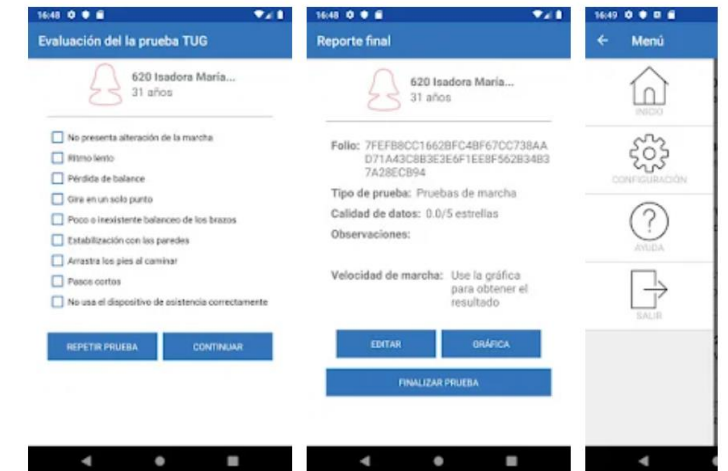 16:48
Evaluación del la prueba TUG
620 Isadora María...
31 años
No presenta alteración de la marcha
Ritmo lento
Pérdida de balance
Gira en un solo punto
Poco o inexistente balanceo de los brazos
Estabilización con las paredes
Arrastra los pies al caminar
Pasos cortos
No usa el dispositivo de asistencia correctamente
REPETIR PRUEBA
CONTINUAR
16:48
Reporte final
620 Isadora María...
31 años
Folio: 7FEFB8CC1662BFC4BF67CC738AA
D71A43C8B3E3E6F1EE8F562B34B3
7A28ECB94
Tipo de prueba: Pruebas de marcha
Calidad de datos: 0.0/5 estrellas
Observaciones:
Velocidad de marcha: Use la gráfica
para obtener el
resultado
EDITAR
GRÁFICA
FINALIZAR PRUEBA
16:49
Menú
INICIO
CONFIGURACIÓN
AYUDA
SALIR